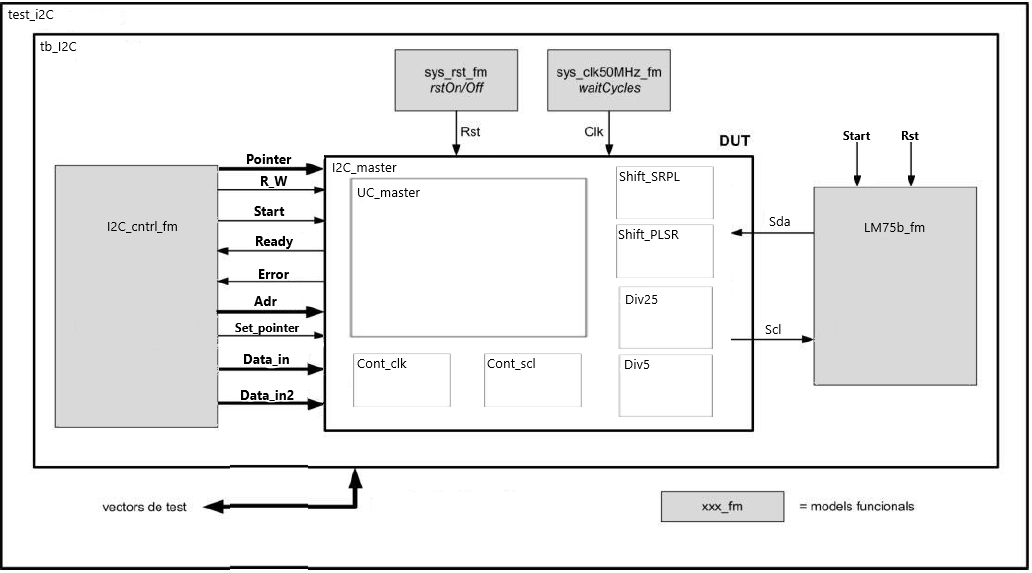 test_i2C
tb_I2C
sys_rst_fm
rstOn/Off
sys_clk50MHz_fm
waitCycles
Rst
Clk
DUT
Start
Rst
Pointer
R_W
Start
Ready
Error
Adr
Set_pointer
Data_in
Data_in2
I2C_cntrl_fm
I2C_master
UC_master
Shift_SRPL
Shift_PLSR
Div25
Div5
Cont_clk
Cont_scl
Sda
Scl
LM75b_fm
vectors de test
xxx_fm
= models funcionals